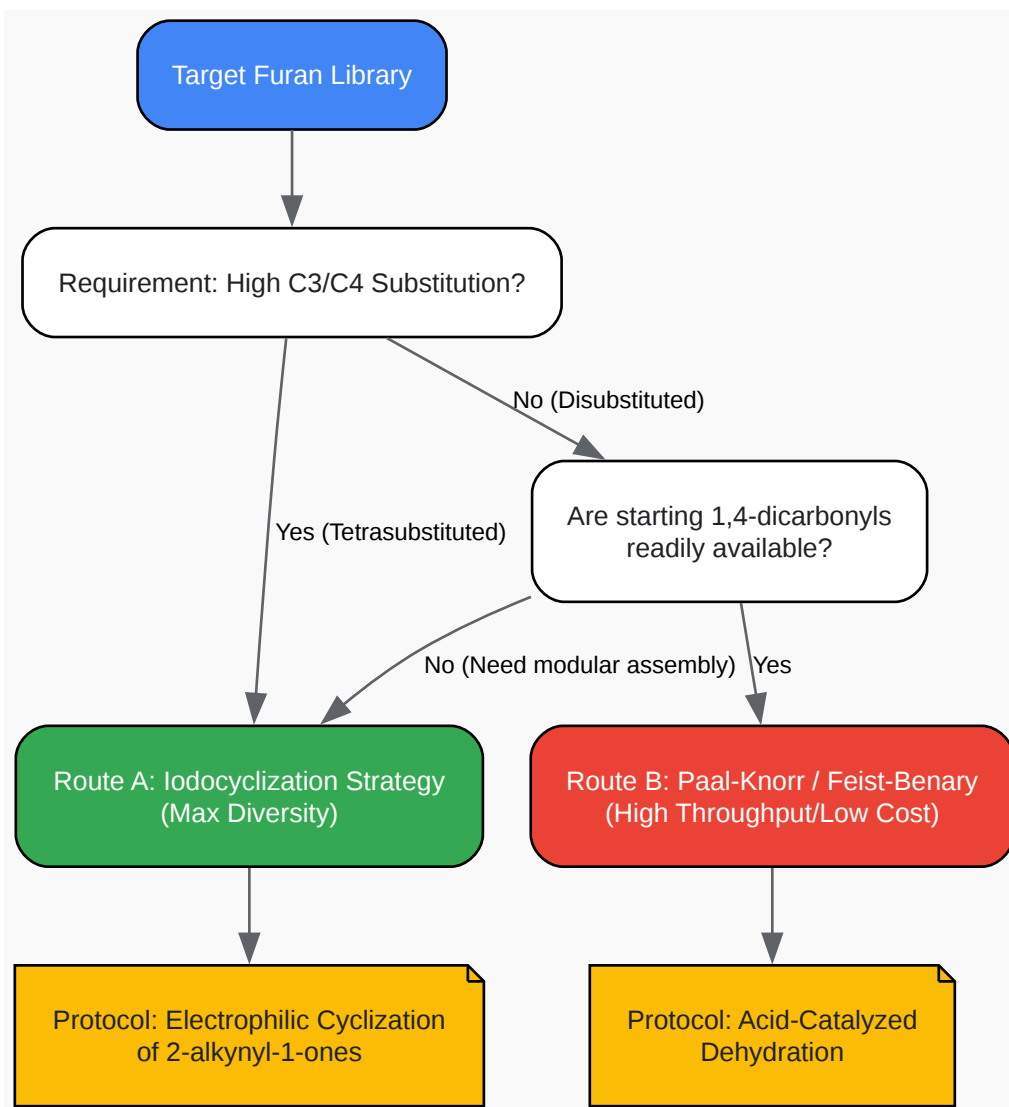 Target Furan Library
Requirement: High C3/C4 Substitution?
No (Disubstituted)
Yes (Tetrasubstituted)
Are starting 1,4-dicarbonyls
readily available?
No (Need modular assembly)
Yes
Route A: Iodocyclization Strategy
(Max Diversity)
Route B: Paal-Knorr / Feist-Benary
(High Throughput/Low Cost)
Protocol: Electrophilic Cyclization
of 2-alkynyl-1-ones
Protocol: Acid-Catalyzed
Dehydration